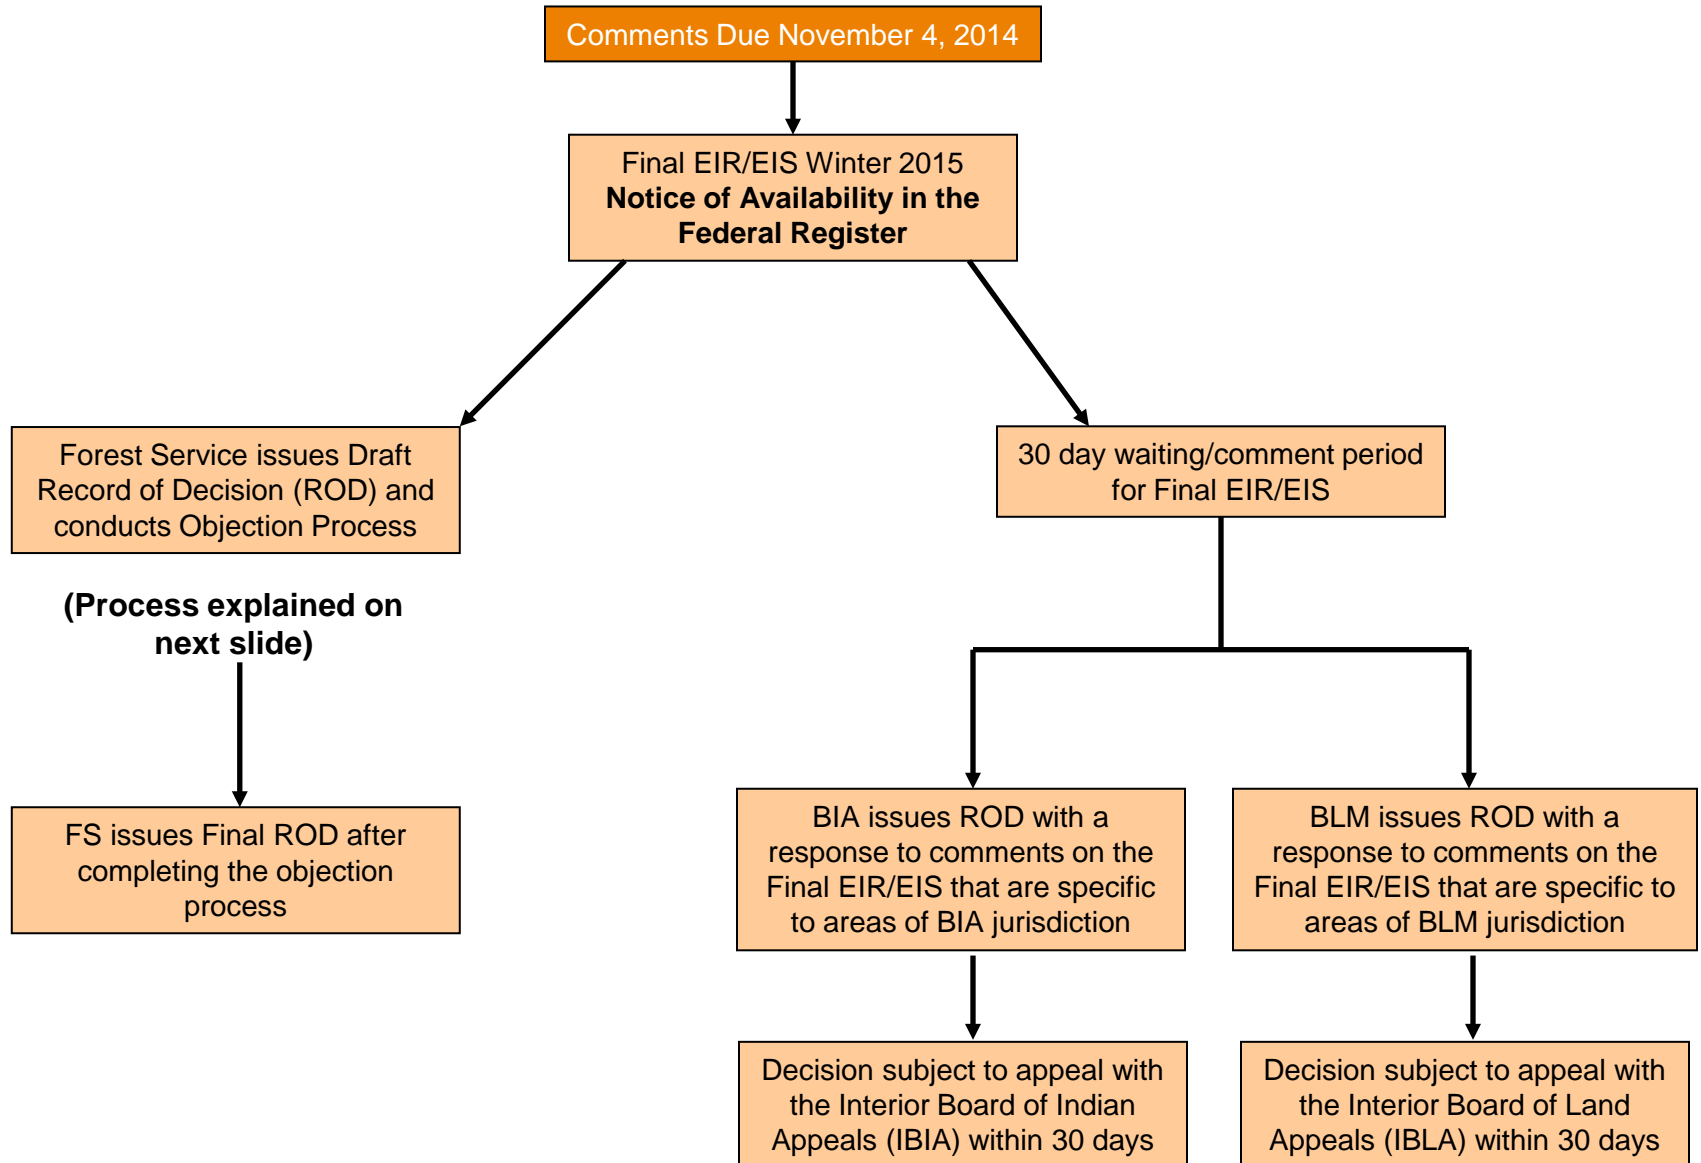 Comments Due November 4, 2014
Final EIR/EIS Winter 2015
Notice of Availability in the
Federal Register
Forest Service issues Draft
Record of Decision (ROD) and
conducts Objection Process
30 day waiting/comment period
for Final EIR/EIS
(Process explained on
next slide)
FS issues Final ROD after
completing the objection
process
BIA issues ROD with a
response to comments on the
Final EIR/EIS that are specific
to areas of BIA jurisdiction
BLM issues ROD with a
response to comments on the
Final EIR/EIS that are specific to
areas of BLM jurisdiction
Decision subject to appeal with
the Interior Board of Indian
Appeals (IBIA) within 30 days
Decision subject to appeal with
the Interior Board of Land
Appeals (IBLA) within 30 days